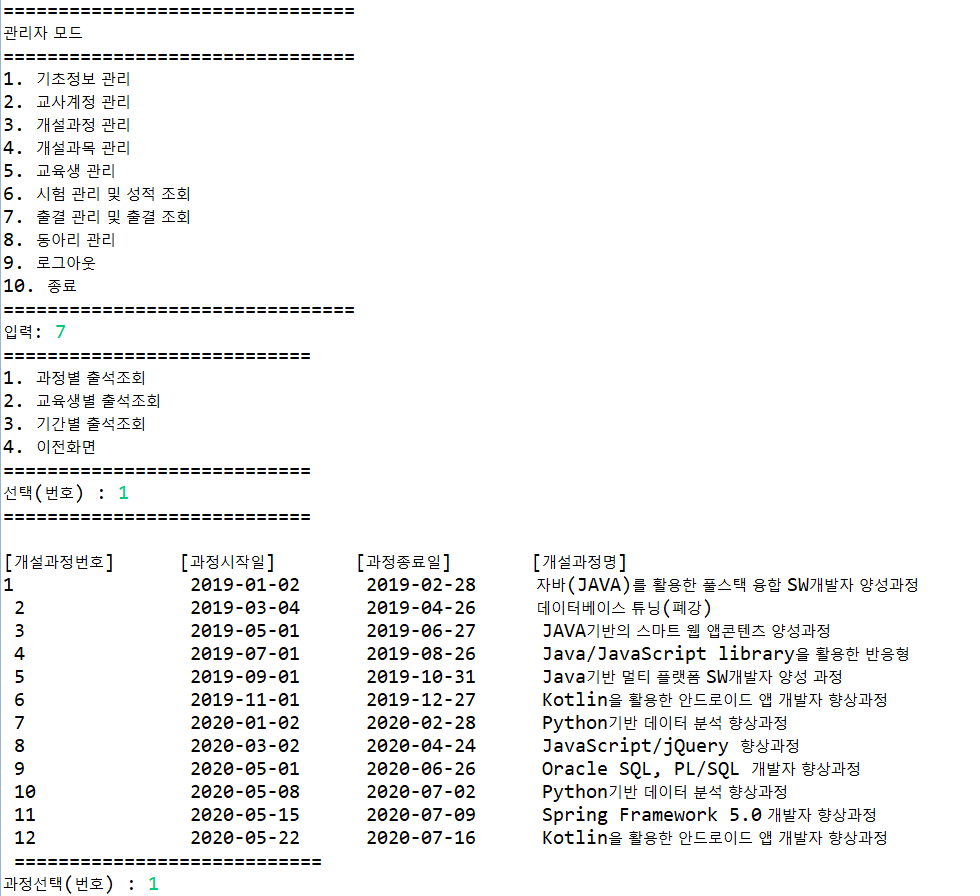 ================================
관리자 모드
================================
1. 기초정보 관리
2. 교사계정 관리
3. 개설과정 관리
4. 개설과목 관리
5. 교육생 관리
6. 시험 관리 및 성적 조회
7. 출결 관리 및 출결 조회
8. 동아리 관리
9. 로그아웃
10. 종료
================================
입력: 7
============================
1. 과정별 출석조회
2. 교육생별 출석조회
3. 기간별 출석조회
4. 이전화면
============================
선택(번호) : 1
============================
[개설과정번호] [과정시작일] [과정종료일] [개설과정명]
1 2019-01-02 2019-02-28 자바(JAVA)를 활용한 풀스택 융합 SW개발자 양성과정
2 2019-03-04 2019-04-26 데이터베이스 튜닝(폐강)
3 2019-05-01 2019-06-27 JAVA기반의 스마트 웹 앱콘텐츠 양성과정
4 2019-07-01 2019-08-26 Java/JavaScript library을 활용한 반응형
5 2019-09-01 2019-10-31 Java기반 멀티 플랫폼 SW개발자 양성 과정
6 2019-11-01 2019-12-27 Kotlin을 활용한 안드로이드 앱 개발자 향상과정
7 2020-01-02 2020-02-28 Python기반 데이터 분석 향상과정
8 2020-03-02 2020-04-24 JavaScript/jQuery 향상과정
9 2020-05-01 2020-06-26 Oracle SQL, PL/SQL 개발자 향상과정
10 2020-05-08 2020-07-02 Python기반 데이터 분석 향상과정
11 2020-05-15 2020-07-09 Spring Framework 5.0 개발자 향상과정
12 2020-05-22 2020-07-16 Kotlin을 활용한 안드로이드 앱 개발자 향상과정
============================
과정선택(번호) : 1